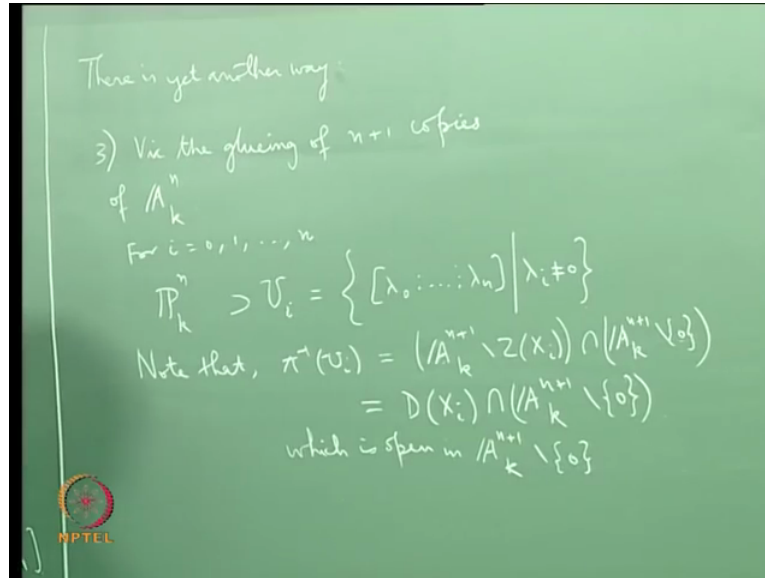 There is yet another way:
3) Via the glueing of n+1 copies
of 𝔸ⁿₖ
For i = 0, 1, ..., n
ℙⁿₖ ⊃ Uᵢ = { [λ₀ : ... : λₙ] | λᵢ ≠ 0 }
Note that, π⁻¹(Uᵢ) = (𝔸ⁿ⁺¹ₖ \ Z(Xᵢ)) ∩ (𝔸ⁿ⁺¹ₖ \ {0})
= D(Xᵢ) ∩ (𝔸ⁿ⁺¹ₖ \ {0})
which is open in 𝔸ⁿ⁺¹ₖ \ {0}
NPTEL